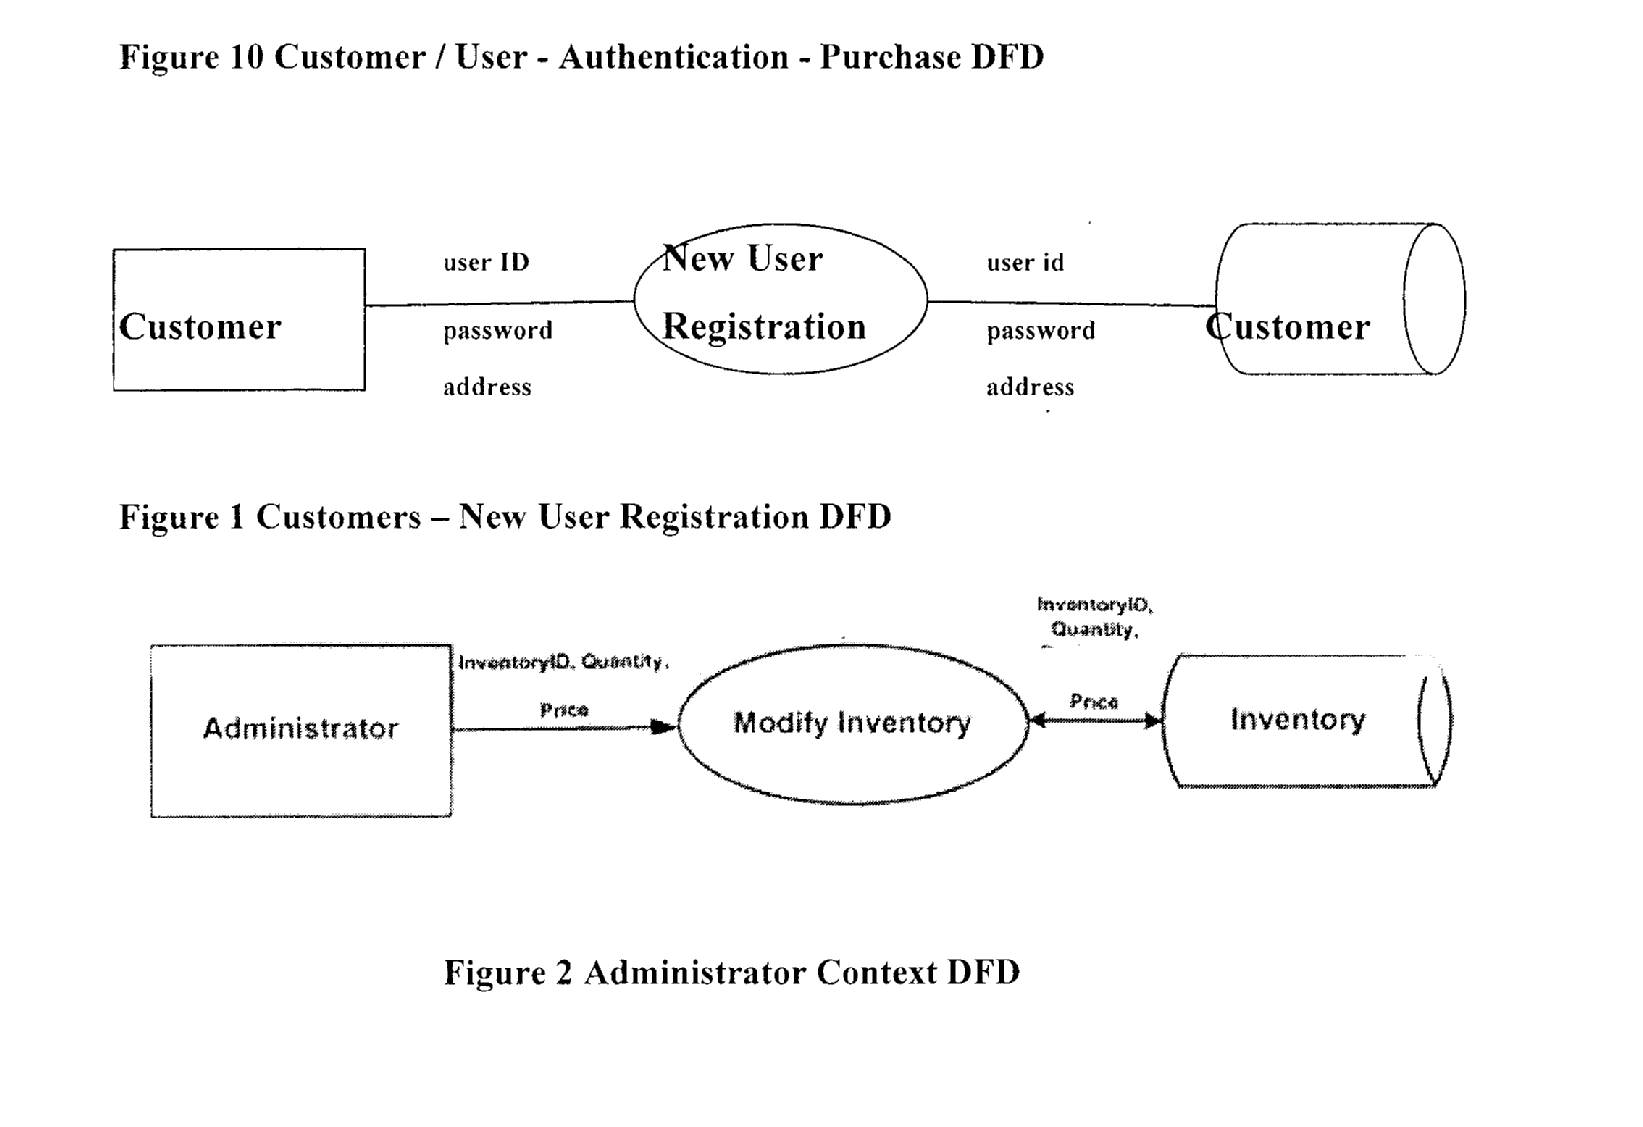 Figure 10 Customer / User - Authentication - Purchase DFD
Customer
user ID
password
address
New User
Registration
user id
password
address
Customer
Figure 1 Customers – New User Registration DFD
Administrator
InventoryID, Quantity,
Price
Modify Inventory
InventoryID,
Quantity,
Price
Inventory
Figure 2 Administrator Context DFD